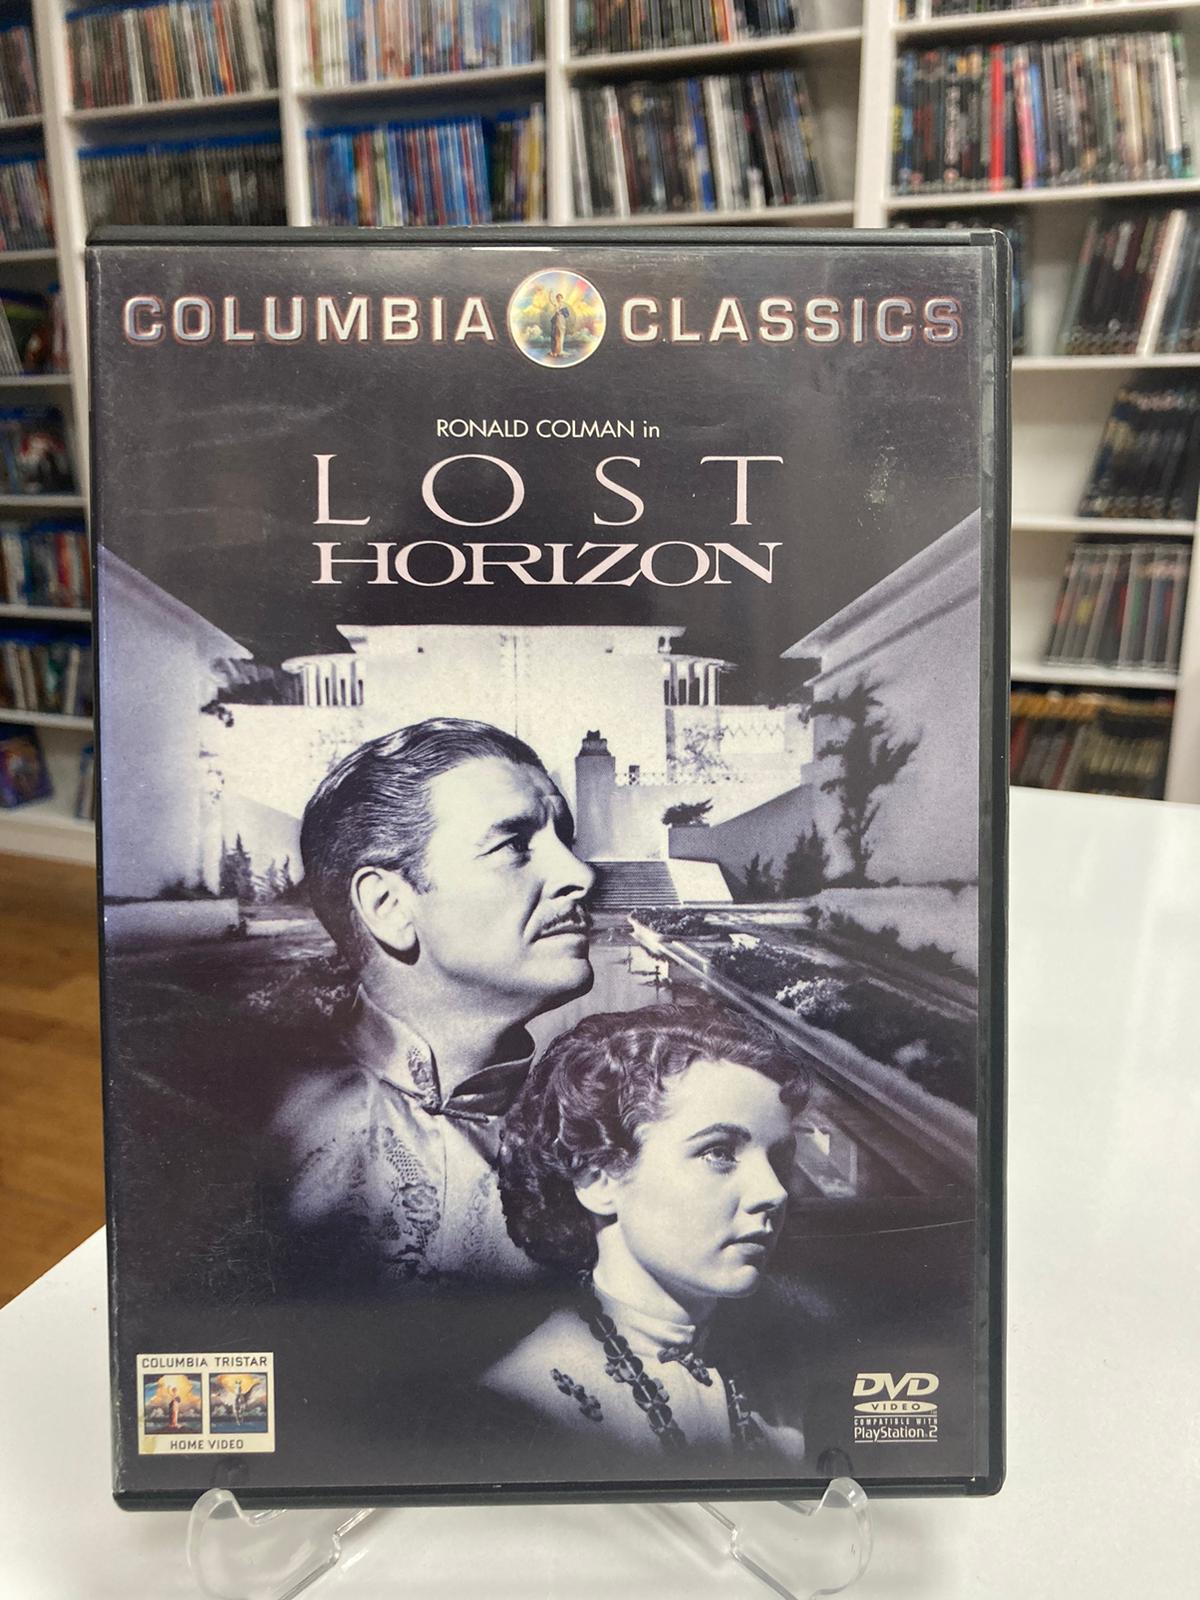 COLUMBIA CLASSICS
RONALD COLMAN in
LOST
HORIZON
COLUMBIA TRISTAR
HOME VIDEO
DVD
VIDEO
COMPATIBLE WITH
PlayStation 2